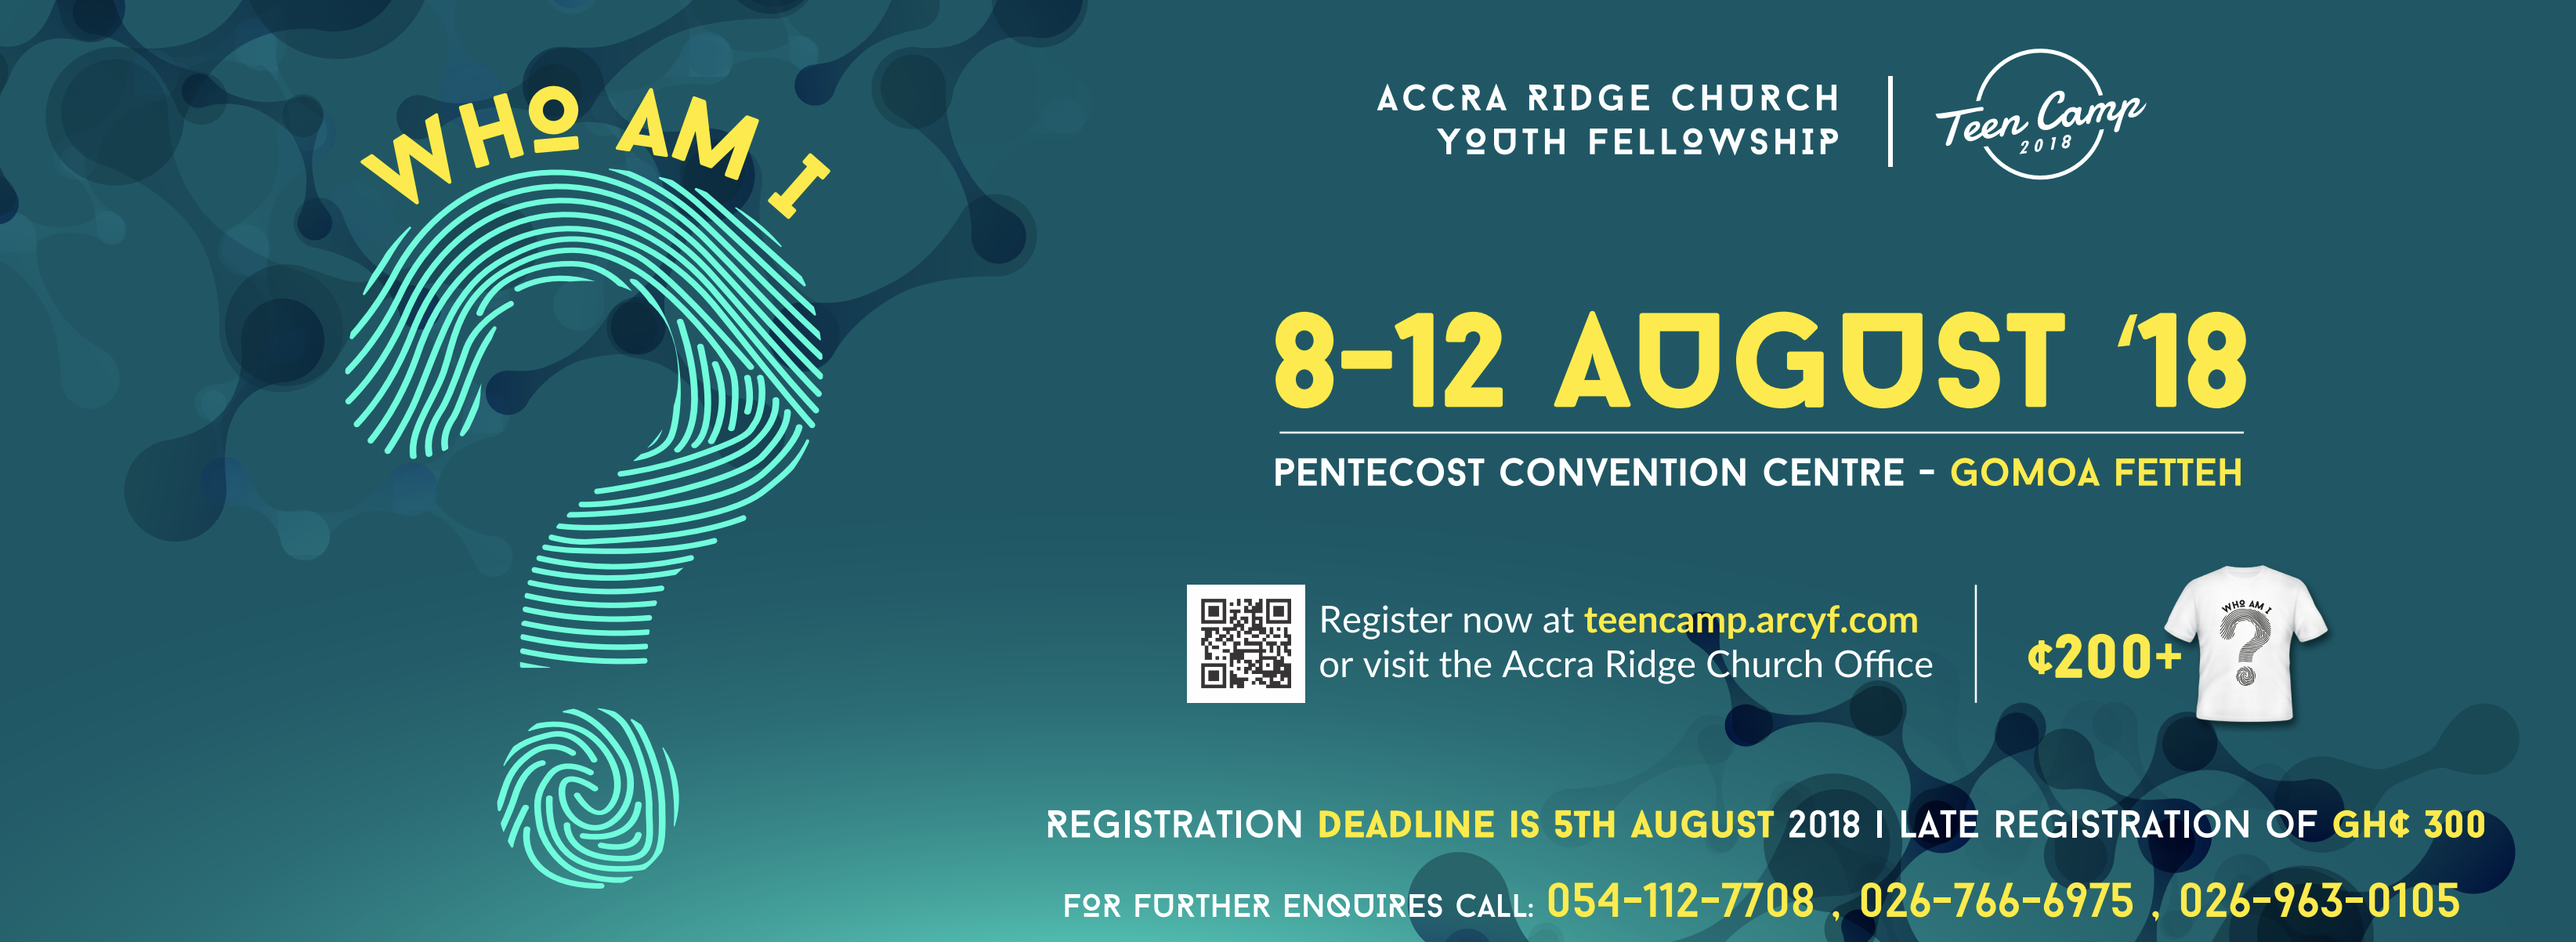 WHO AM I
ACCRA RIDGE CHURCH
YOUTH FELLOWSHIP
Teen Camp
2018
8-12 AUGUST ‘18
PENTECOST CONVENTION CENTRE - GOMOA FETTEH
Register now at teencamp.arcyf.com
or visit the Accra Ridge Church Office
¢200+
WHO AM I
REGISTRATION DEADLINE IS 5TH AUGUST 2018 | LATE REGISTRATION OF GH¢ 300
FOR FURTHER ENQUIRES CALL: 054-112-7708 , 026-766-6975 , 026-963-0105